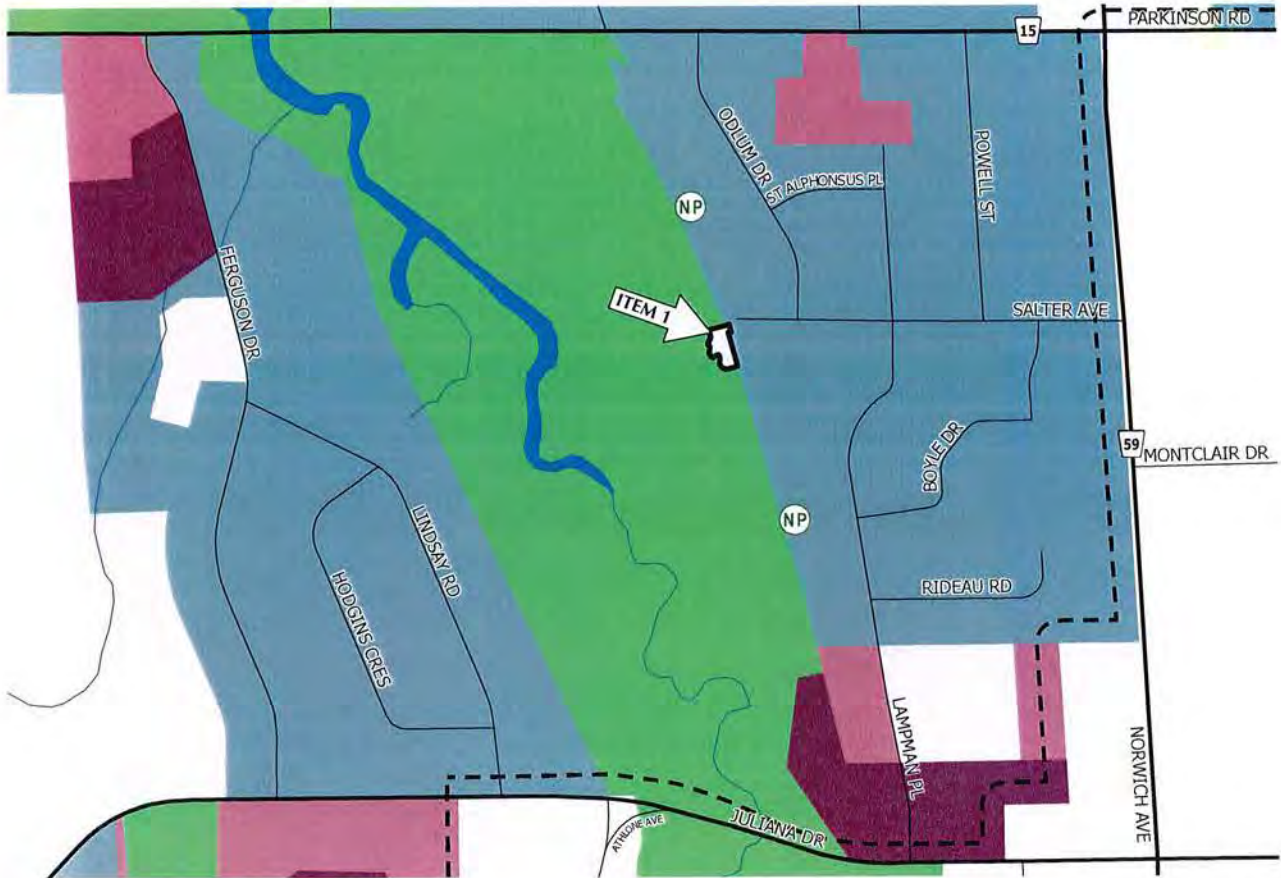 PARKINSON RD
15
ODLUM DR
POWELL ST
ST ALPHONSUS PL
NP
FERGUSON DR
ITEM 1
SALTER AVE
59
MONTCLAIR DR
BOYLE DR
LINDSAY RD
NP
HODGINS CRES
RIDEAU RD
LAMPMAN PL
NORWICH AVE
JULIANA DR
ATHLONE AVE